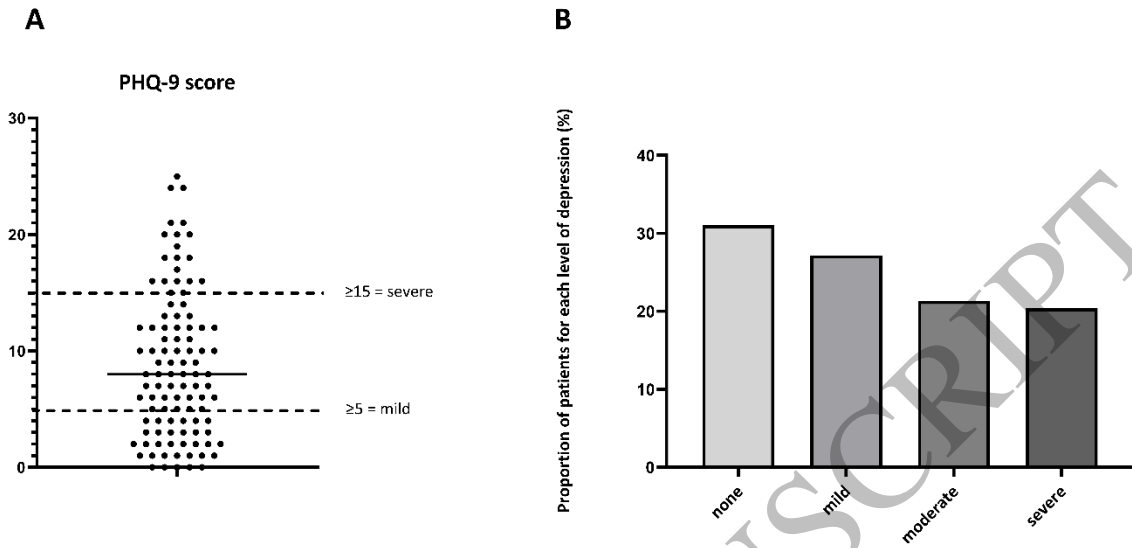 A
B
PHQ-9 score
30
20
10
0
≥15 = severe
≥5 = mild
Proportion of patients for each level of depression (%)
40
30
20
10
0
none
mild
moderate
severe
NUSCRIPT